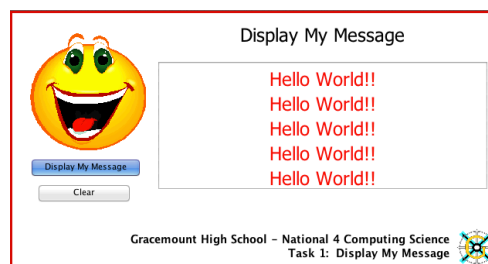 Display My Message
Hello World!!
Hello World!!
Hello World!!
Hello World!!
Hello World!!
Display My Message
Clear
Gracemount High School - National 4 Computing Science
Task 1: Display My Message